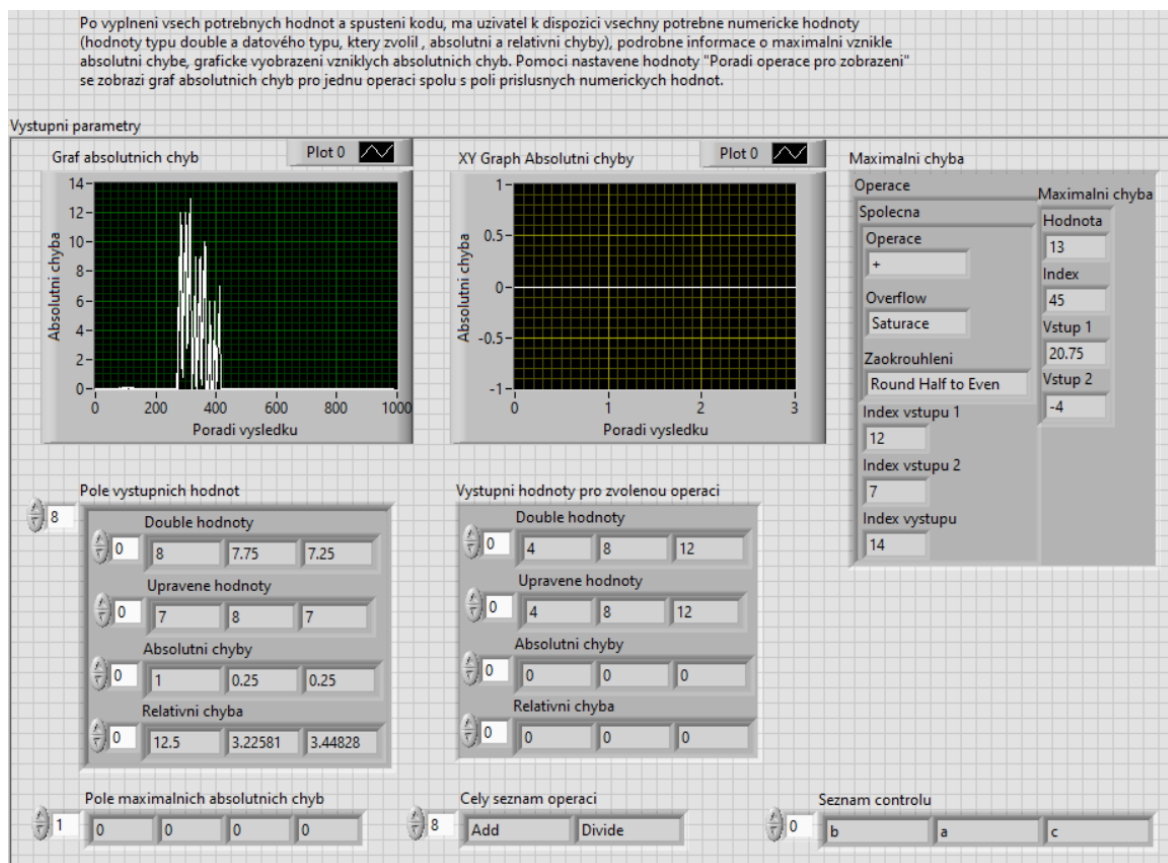 Po vyplneni vsech potrebnych hodnot a spusteni kodu, ma uzivatel k dispozici vsechny potrebne numericke hodnoty
(hodnoty typu double a datového typu, ktery zvolil , absolutni a relativni chyby), podrobne informace o maximalni vznikle
absolutni chybe, graficke vyobrazeni vzniklych absolutnich chyb. Pomoci nastavene hodnoty "Poradi operace pro zobrazeni"
se zobrazi graf absolutnich chyb pro jednu operaci spolu s poli prislusnych numerickych hodnot.
Vystupni parametry
Graf absolutnich chyb
Plot 0
14
12
10
8
6
4
2
0
Absolutni chyba
0 200 400 600 800 1000
Poradi vysledku
XY Graph Absolutni chyby
Plot 0
1
0.5
0
-0.5
-1
Absolutni chyba
0 1 2 3
Poradi vysledku
Maximalni chyba
Operace
Spolecna
Operace
+
Overflow
Saturace
Zaokrouhleni
Round Half to Even
Index vstupu 1
12
Index vstupu 2
7
Index vystupu
14
Maximalni chyba
Hodnota
13
Index
45
Vstup 1
20.75
Vstup 2
-4
Pole vystupnich hodnot
8
Double hodnoty
0 8 7.75 7.25
Upravene hodnoty
0 7 8 7
Absolutni chyby
0 1 0.25 0.25
Relativni chyba
0 12.5 3.22581 3.44828
Vystupni hodnoty pro zvolenou operaci
Double hodnoty
0 4 8 12
Upravene hodnoty
0 4 8 12
Absolutni chyby
0 0 0 0
Relativni chyba
0 0 0 0
Pole maximalnich absolutnich chyb
1 0 0 0 0
Cely seznam operaci
8 Add Divide
Seznam controlu
0 b a c